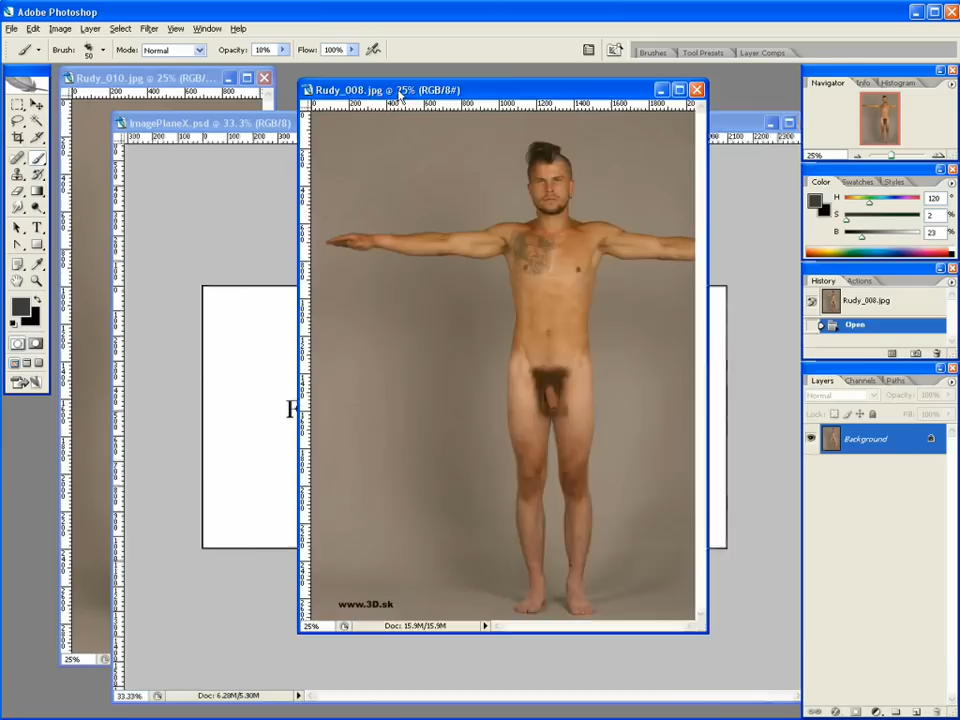 Adobe Photoshop
File Edit Image Layer Select Filter View Window Help
Brush: 50 Mode: Normal Opacity: 10% Flow: 100% Brushes Tool Presets Layer Comps
Rudy_010.jpg @ 25% (RGB/...
Rudy_008.jpg @ 25% (RGB/8#)
ImagePlaneX.psd @ 33.3% (RGB/8)
Navigator Info Histogram
25%
Color Swatches Styles
H 120 °
S 2 %
B 23 %
History Actions
Rudy_008.jpg
Open
Layers Channels Paths
Normal Opacity: 100%
Lock: Fill: 100%
Background
www.3D.sk
25% Doc: 15.9M/15.9M
25%
33.33% Doc: 6.28M/5.30M